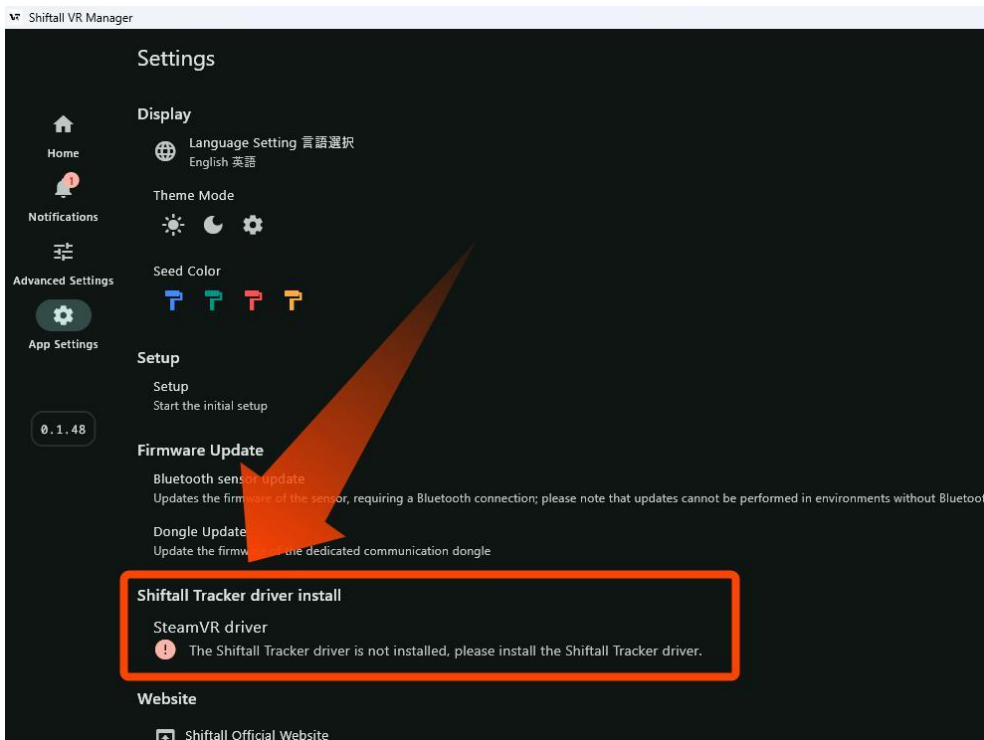 Shiftall VR Manager
Settings
Display
Language Setting 言語選択
English 英語
Theme Mode
Seed Color
Setup
Setup
Start the initial setup
Firmware Update
Bluetooth sensor update
Updates the firmware of the sensor, requiring a Bluetooth connection; please note that updates cannot be performed in environments without Bluetoot
Dongle Update
Update the firmware of the dedicated communication dongle
Shiftall Tracker driver install
SteamVR driver
! The Shiftall Tracker driver is not installed, please install the Shiftall Tracker driver.
Website
Shiftall Official Website
Home
1
Notifications
Advanced Settings
App Settings
0.1.48